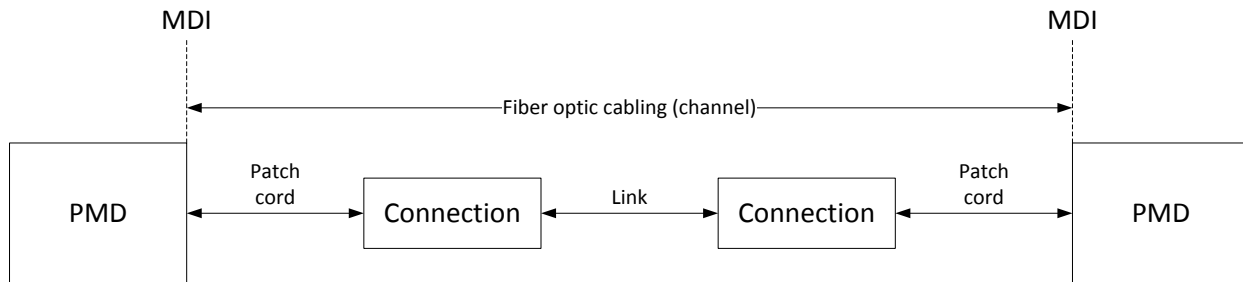 MDI
MDI
Fiber optic cabling (channel)
PMD
Patch
cord
Connection
Link
Connection
Patch
cord
PMD